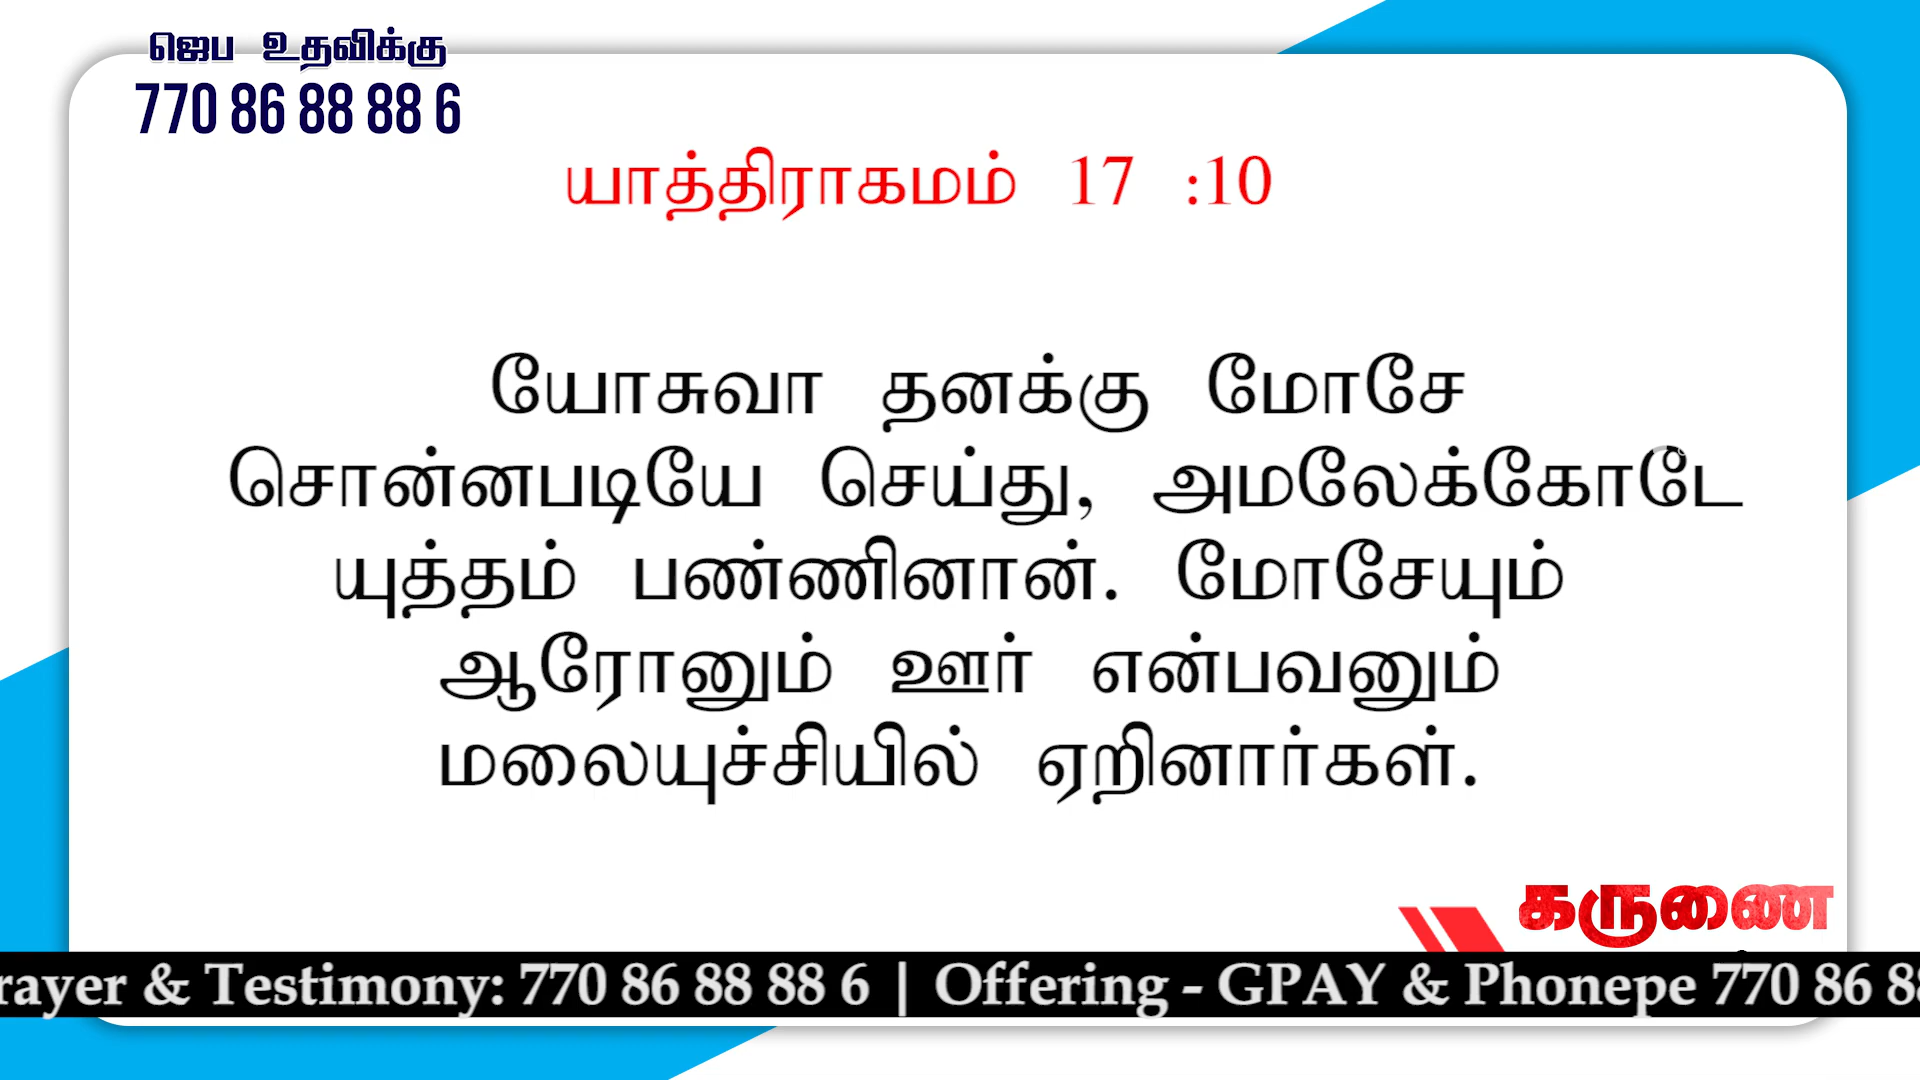 ஜெப உதவிக்கு
770 86 88 88 6
யாத்திராகமம் 17 :10
யோசுவா தனக்கு மோசே
சொன்னபடியே செய்து, அமலேக்கோடே
யுத்தம் பண்ணினான். மோசேயும்
ஆரோனும் ஊர் என்பவனும்
மலையுச்சியில் ஏறினார்கள்.
கருணை
rayer & Testimony: 770 86 88 88 6 | Offering - GPAY & Phonepe 770 86 8